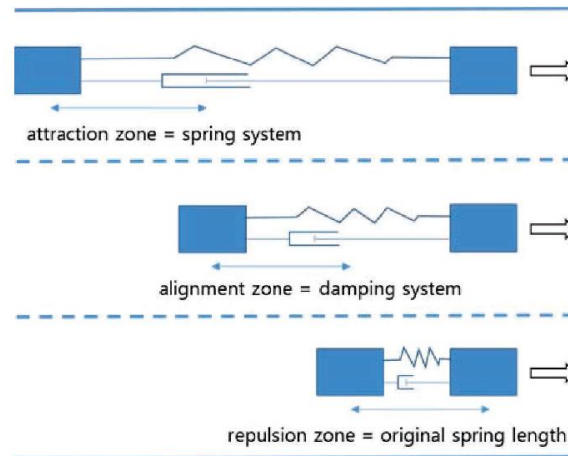 attraction zone = spring system
alignment zone = damping system
repulsion zone = original spring length